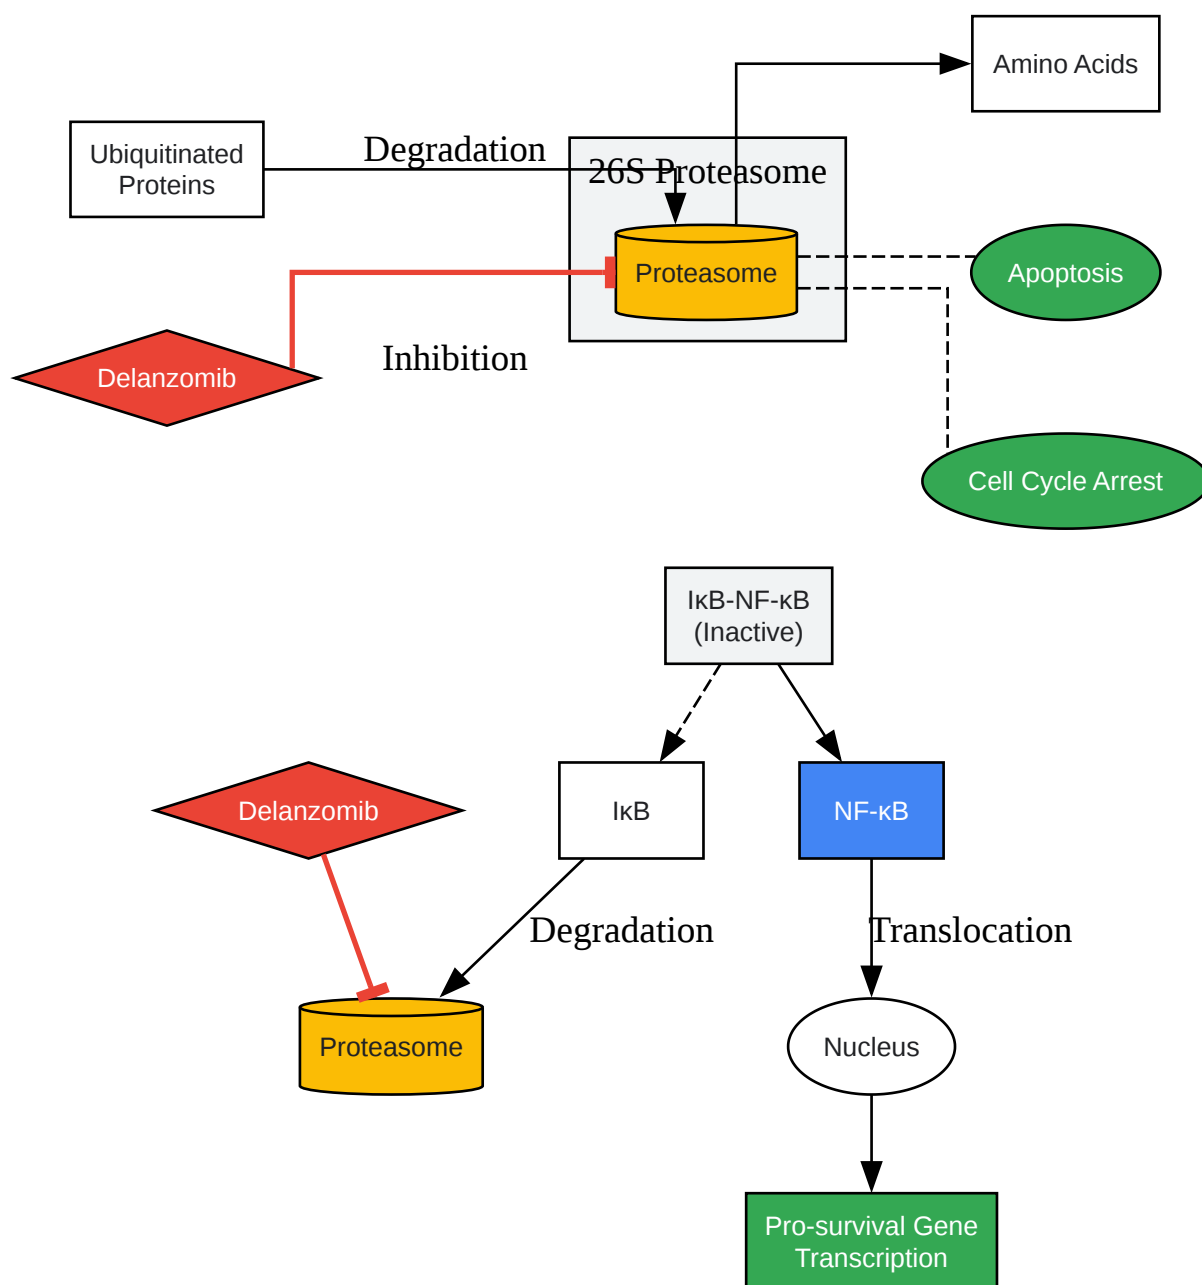 Amino Acids
Ubiquitinated
Proteins
Degradation
26S Proteasome
Proteasome
Apoptosis
Inhibition
Delanzomib
Cell Cycle Arrest
IκB-NF-κB
(Inactive)
Delanzomib
IκB
NF-κB
Degradation
Translocation
Proteasome
Nucleus
Pro-survival Gene
Transcription